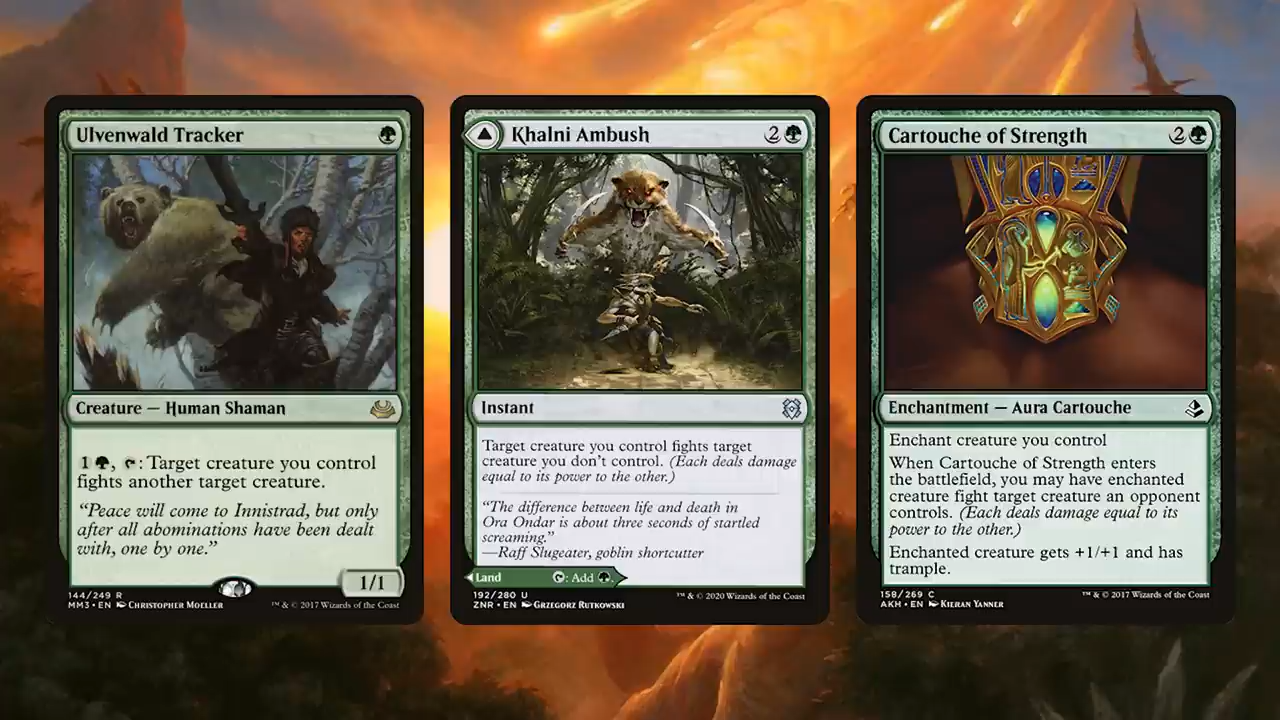 Ulvenwald Tracker
Creature — Human Shaman
1 , : Target creature you control
fights another target creature.
“Peace will come to Innistrad, but only
after all abominations have been dealt
with, one by one.”
1/1
144/249 R
MM3 • EN Christopher Moeller
™ & © 2017 Wizards of the Coast
Khalni Ambush
2
Instant
Target creature you control fights target
creature you don’t control. (Each deals damage
equal to its power to the other.)
“The difference between life and death in
Ora Ondar is about three seconds of startled
screaming.”
—Raff Slugeater, goblin shortcutter
Land : Add .
192/280 U
ZNR • EN Grzegorz Rutkowski
™ & © 2020 Wizards of the Coast
Cartouche of Strength
2
Enchantment — Aura Cartouche
Enchant creature you control
When Cartouche of Strength enters
the battlefield, you may have enchanted
creature fight target creature an opponent
controls. (Each deals damage equal to its
power to the other.)
Enchanted creature gets +1/+1 and has
trample.
158/269 C
AKH • EN Kieran Yanner
™ & © 2017 Wizards of the Coast